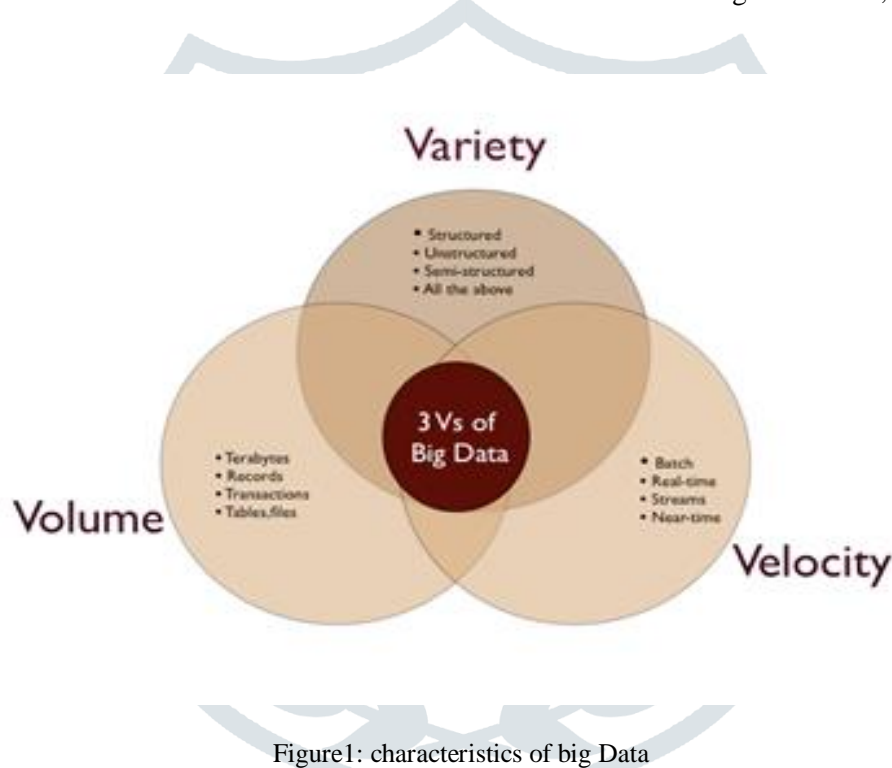 Variety
• Structured
• Unstructured
• Semi-structured
• All the above
3 Vs of
Big Data
• Terabytes
• Records
• Transactions
• Tables,files
• Batch
• Real-time
• Streams
• Near-time
Volume
Velocity
Figure1: characteristics of big Data